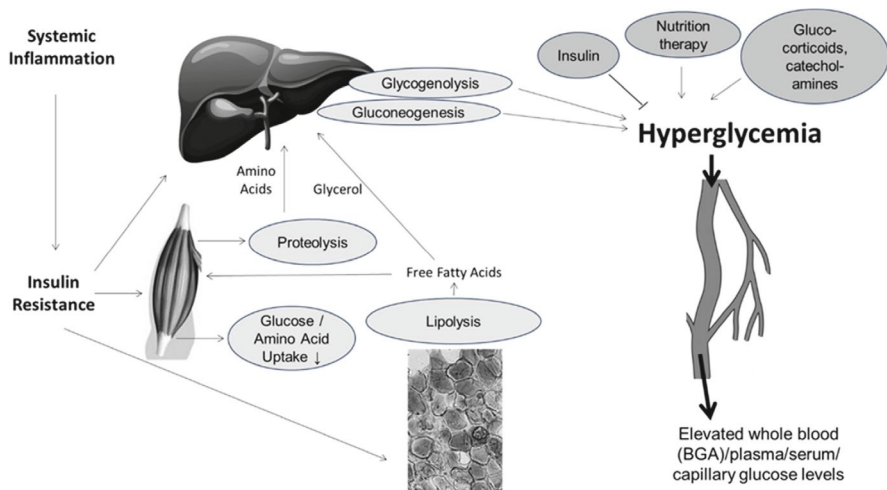 Systemic
Inflammation
Glycogenolysis
Gluconeogenesis
Insulin
Nutrition
therapy
Gluco-
corticoids,
catechol-
amines
Hyperglycemia
Amino
Acids
Glycerol
Proteolysis
Insulin
Resistance
Free Fatty Acids
Glucose /
Amino Acid
Uptake ↓
Lipolysis
Elevated whole blood
(BGA)/plasma/serum/
capillary glucose levels